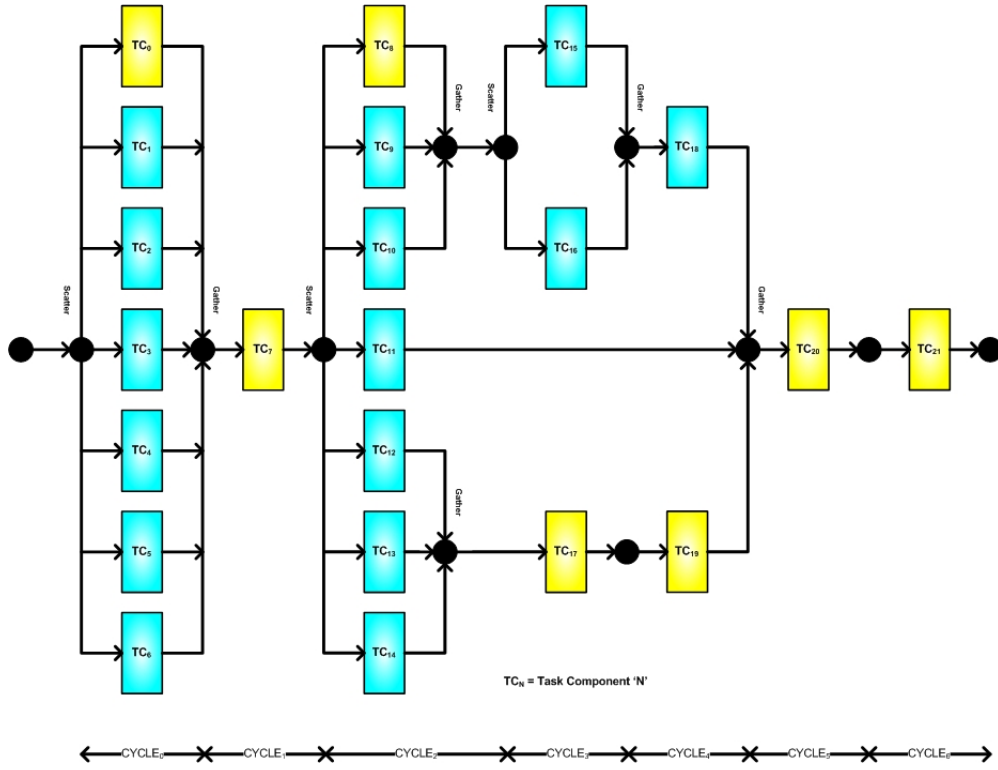 TC₀
TC₈
TC₁₅
Gather
Scatter
Gather
TC₁
TC₉
TC₁₈
TC₂
TC₁₀
TC₁₆
Scatter
Gather
Scatter
Gather
TC₃
TC₇
TC₁₁
TC₂₀
TC₂₁
TC₄
TC₁₂
Gather
TC₅
TC₁₃
TC₁₇
TC₁₉
TC₆
TC₁₄
TCN = Task Component ‘N’
CYCLE₀
CYCLE₁
CYCLE₂
CYCLE₃
CYCLE₄
CYCLE₅
CYCLE₆